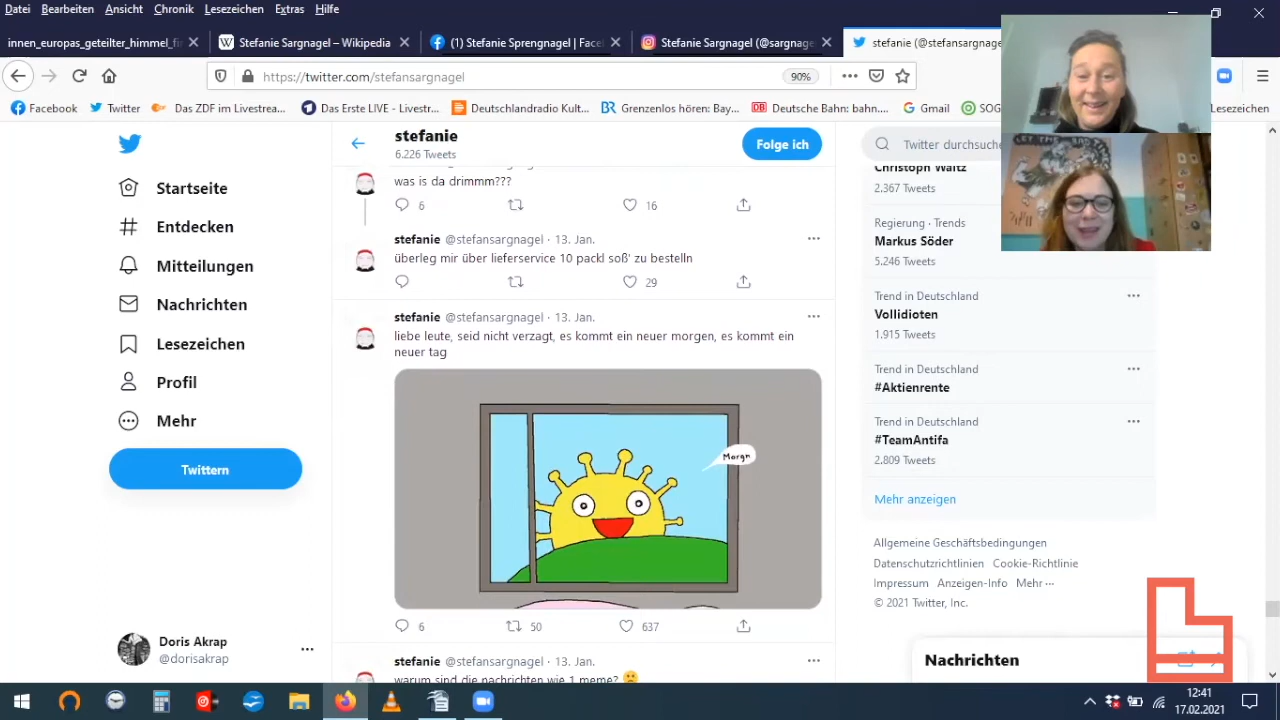 Datei Bearbeiten Ansicht Chronik Lesezeichen Extras Hilfe
innen_europas_geteilter_himmel_fi
Stefanie Sargnagel – Wikipedia
(1) Stefanie Sprengnagel | Face
Stefanie Sargnagel (@sargnage
stefanie (@stefansargna
https://twitter.com/stefansargnagel
90%
Facebook
Twitter
Das ZDF im Livestrea...
Das Erste LIVE - Livestr...
Deutschlandradio Kult...
Grenzenlos hören: Bay...
Deutsche Bahn: bahn....
Gmail
SOG
Lesezeichen
LET THE BAD
stefanie
6.226 Tweets
Folge ich
Twitter durchsuche
Startseite
Entdecken
Mitteilungen
Nachrichten
Lesezeichen
Profil
Mehr
Twittern
Doris Akrap
@dorisakrap
was is da drimmm???
6
16
stefanie @stefansargnagel · 13. Jan.
überleg mir über lieferservice 10 packl soß' zu bestelln
29
stefanie @stefansargnagel · 13. Jan.
liebe leute, seid nicht verzagt, es kommt ein neuer morgen, es kommt ein
neuer tag
Morgn
6
50
637
stefanie @stefansargnagel · 13. Jan.
warum sind die nachrichten wie 1 meme?
Christoph Waltz
2.367 Tweets
Regierung · Trends
Markus Söder
5.246 Tweets
Trend in Deutschland
Vollidioten
1.915 Tweets
Trend in Deutschland
#Aktienrente
Trend in Deutschland
#TeamAntifa
2.809 Tweets
Mehr anzeigen
Allgemeine Geschäftsbedingungen
Datenschutzrichtlinien Cookie-Richtlinie
Impressum Anzeigen-Info Mehr
© 2021 Twitter, Inc.
Nachrichten
12:41
17.02.2021